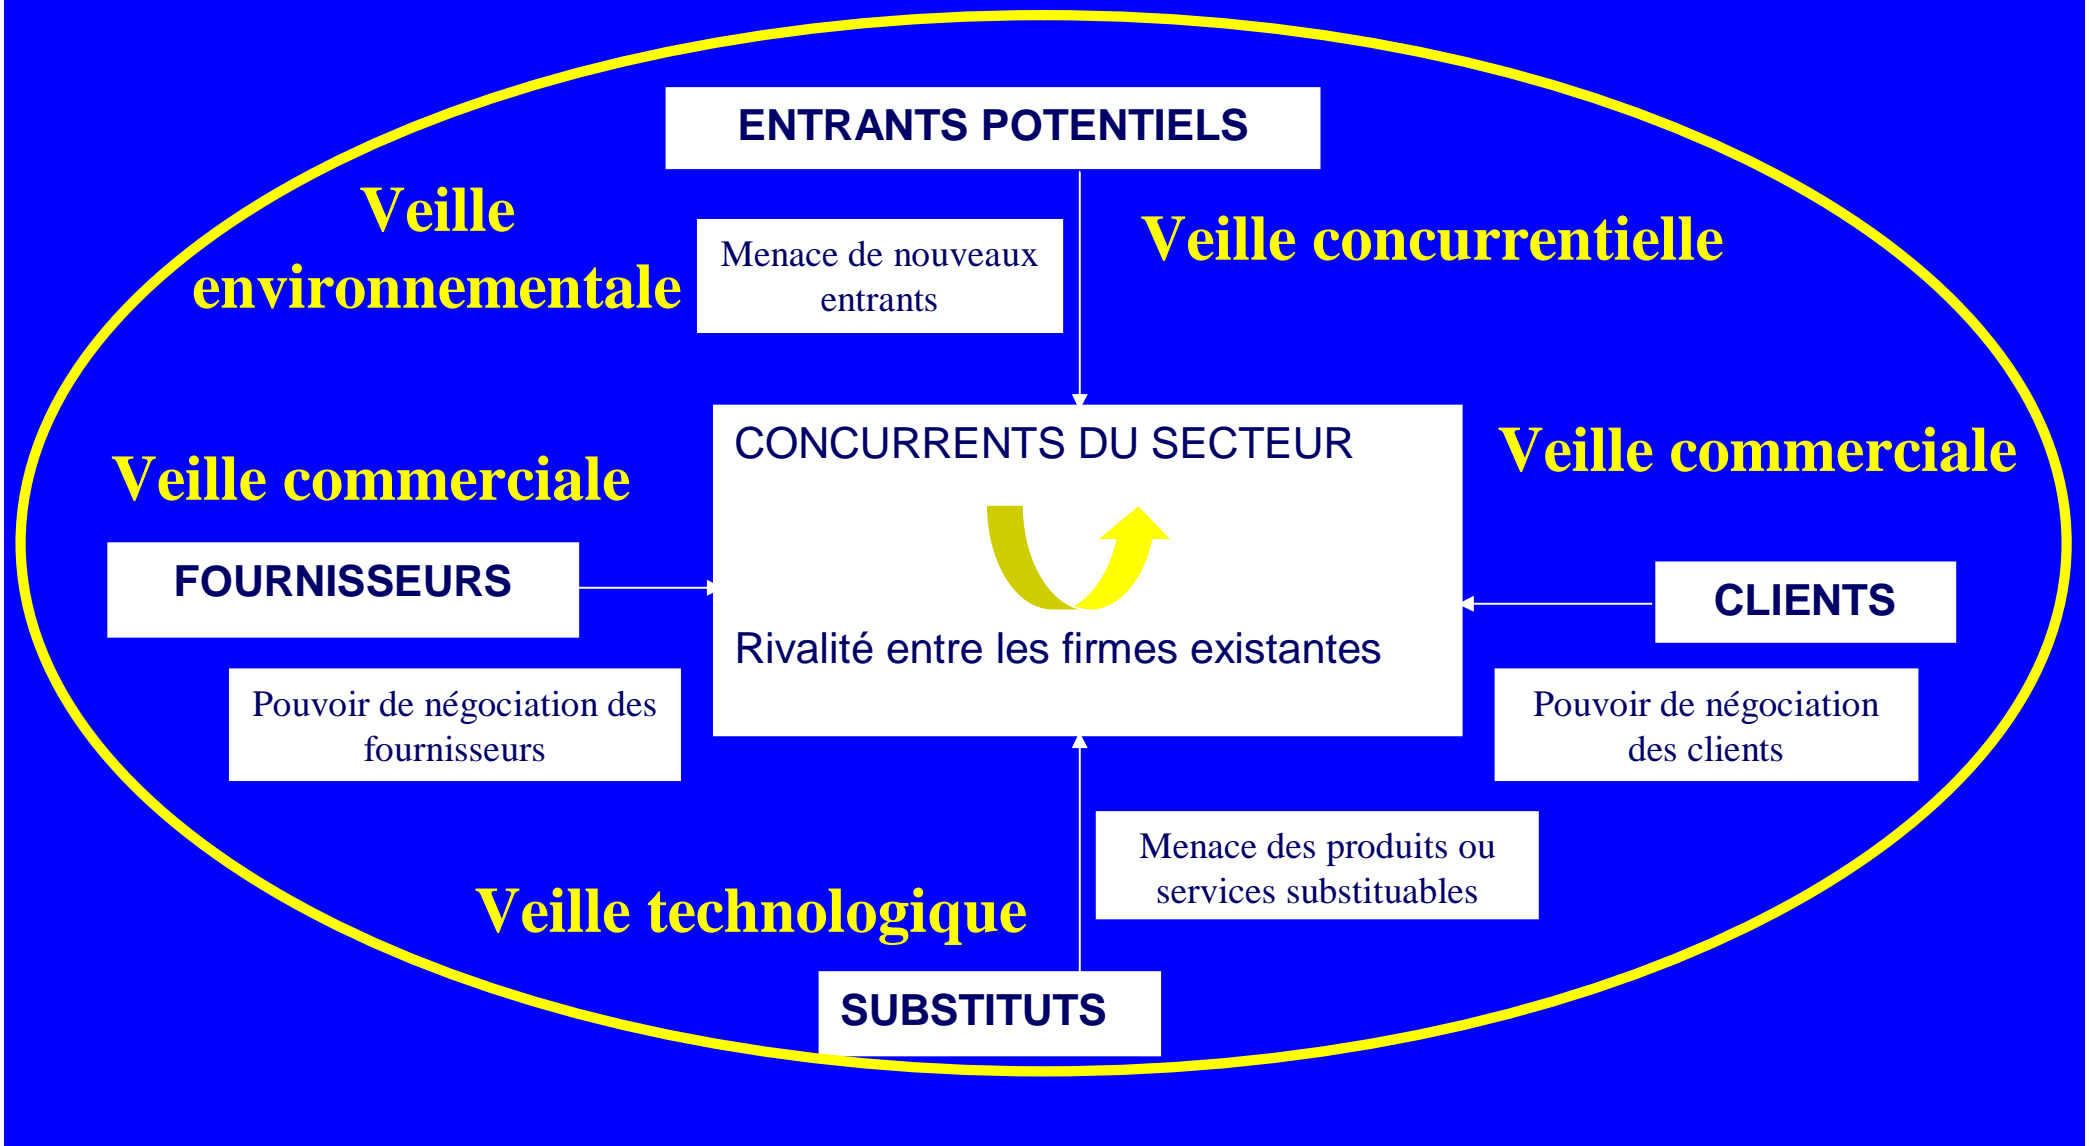 ENTRANTS POTENTIELS
Veille
environnementale
Menace de nouveaux
entrants
Veille concurrentielle
Veille commerciale
CONCURRENTS DU SECTEUR
Veille commerciale
FOURNISSEURS
CLIENTS
Rivalité entre les firmes existantes
Pouvoir de négociation des
fournisseurs
Pouvoir de négociation
des clients
Menace des produits ou
services substituables
Veille technologique
SUBSTITUTS